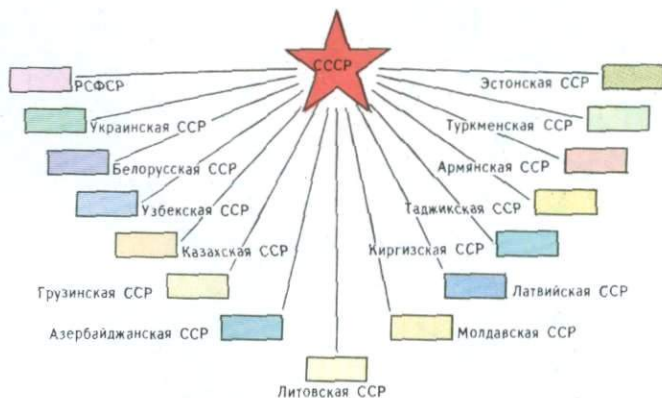 СССР
РСФСР
Эстонская ССР
Украинская ССР
Туркменская ССР
Белорусская ССР
Армянская ССР
Узбекская ССР
Таджикская ССР
Казахская ССР
Киргизская ССР
Грузинская ССР
Латвийская ССР
Азербайджанская ССР
Молдавская ССР
Литовская ССР